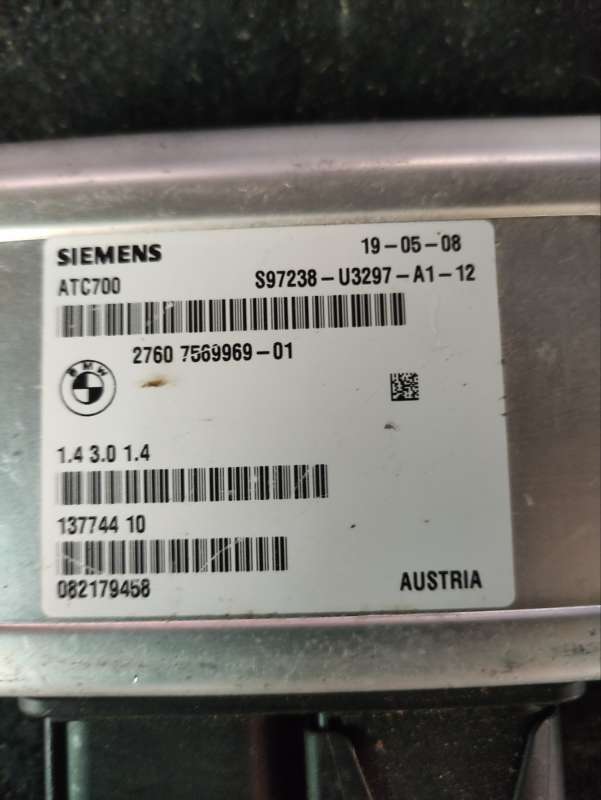 SIEMENS 19-05-08
ATC700 S97238-U3297-A1-12
2760 7569969-01
BMW
1.4 3.0 1.4
137744 10
082179458 AUSTRIA